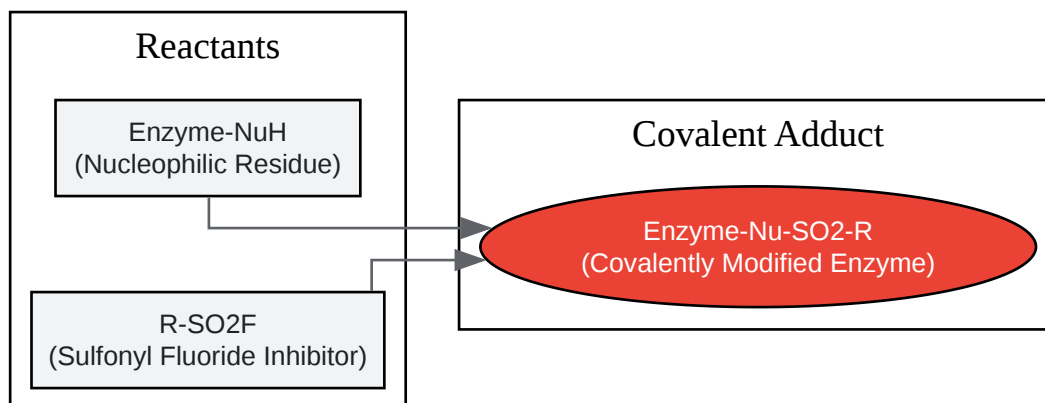 Reactants
Enzyme-NuH
(Nucleophilic Residue)
R-SO2F
(Sulfonyl Fluoride Inhibitor)
Covalent Adduct
Enzyme-Nu-SO2-R
(Covalently Modified Enzyme)